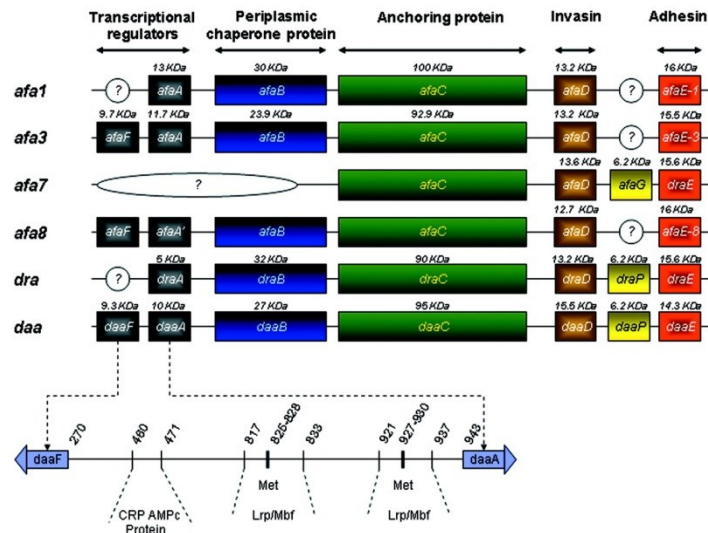 Transcriptional regulators
Periplasmic chaperone protein
Anchoring protein
Invasin
Adhesin
13 KDa 30 KDa 100 KDa 13.2 KDa 16 KDa
afa1 ? afaA afaB afaC afaD ? afaE-1
9.7 KDa 11.7 KDa 23.9 KDa 92.9 KDa 13.2 KDa 15.5 KDa
afa3 afaF afaA afaB afaC afaD ? afaE-3
13.6 KDa 6.2 KDa 15.6 KDa
afa7 ? afaC afaD afaG draE
12.7 KDa 16 KDa
afa8 afaF afaA' afaB afaC afaD ? afaE-8
5 KDa 32 KDa 90 KDa 13.2 KDa 6.2 KDa 15.6 KDa
dra ? draA draB draC draD draP draE
9.3 KDa 10 KDa 27 KDa 95 KDa 15.5 KDa 6.2 KDa 14.3 KDa
daa daaF daaA daaB daaC daaD daaP daaE
270 460 471 817 825-828 833 921 927-930 937 943
daaF daaA
Met Met
CRP AMPc Lrp/Mbf Lrp/Mbf
Protein